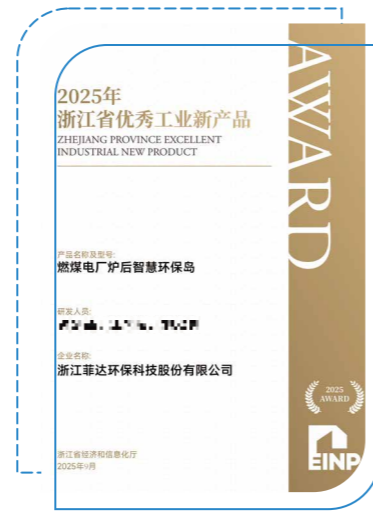 2025年
浙江省优秀工业新产品
ZHEJIANG PROVINCE EXCELLENT
INDUSTRIAL NEW PRODUCT
AWARD
产品名称及型号:
燃煤电厂炉后智慧环保岛
研发人员:
企业名称:
浙江菲达环保科技股份有限公司
2025
AWARD
浙江省经济和信息化厅
2025年9月
EINP